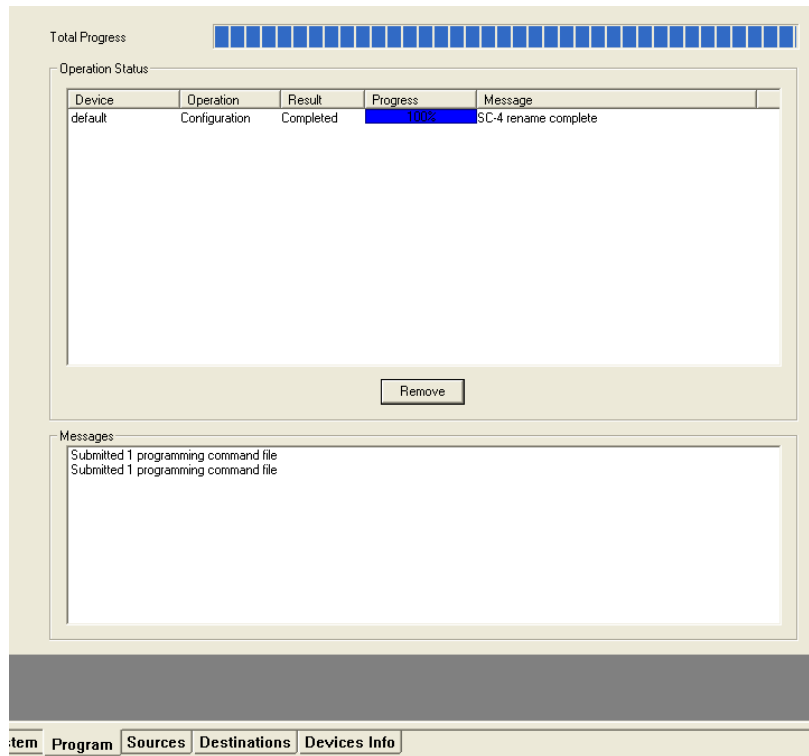 Total Progress
Operation Status
Device Operation Result Progress Message
default Configuration Completed 100% SC-4 rename complete
Remove
Messages
Submitted 1 programming command file
Submitted 1 programming command file
tem Program Sources Destinations Devices Info